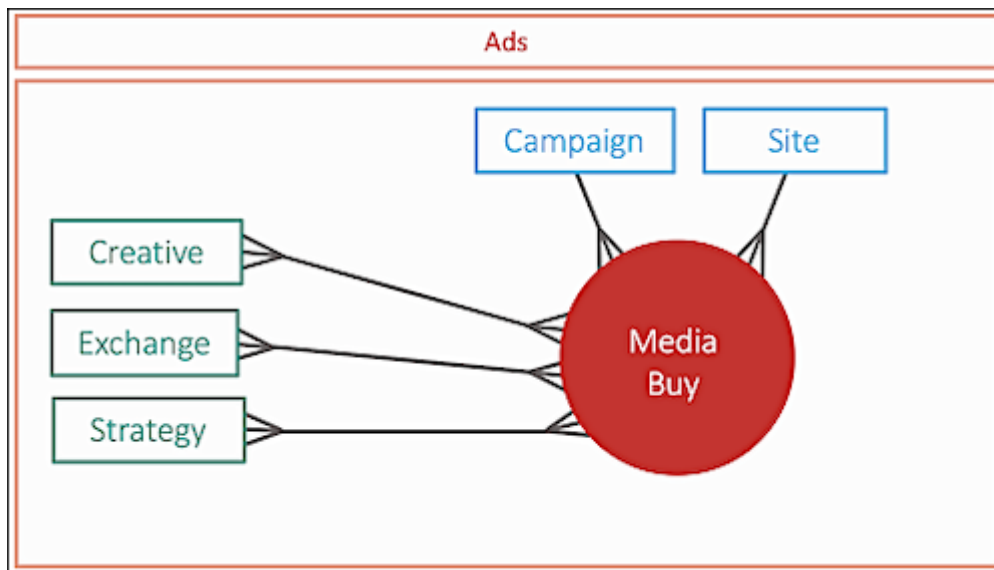 Ads
Campaign
Site
Creative
Exchange
Strategy
Media
Buy